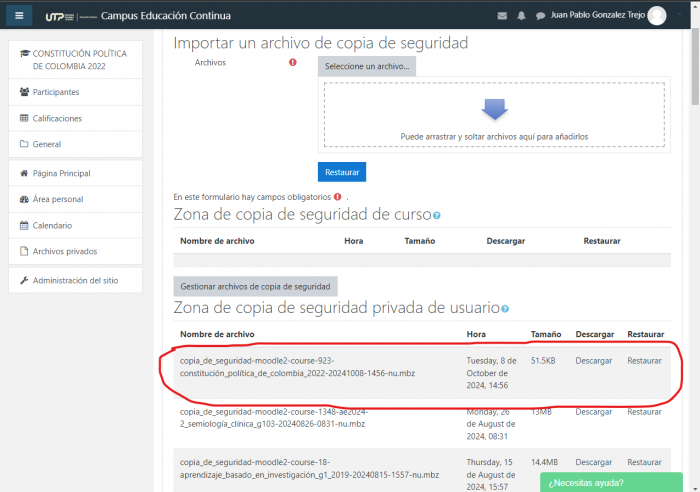 UTP Campus Educación Continua
Juan Pablo Gonzalez Trejo
CONSTITUCIÓN POLÍTICA
DE COLOMBIA 2022
Participantes
Calificaciones
General
Página Principal
Área personal
Calendario
Archivos privados
Administración del sitio
Importar un archivo de copia de seguridad
Archivos
Seleccione un archivo...
Puede arrastrar y soltar archivos aquí para añadirlos
Restaurar
En este formulario hay campos obligatorios .
Zona de copia de seguridad de curso
Nombre de archivo Hora Tamaño Descargar Restaurar
Gestionar archivos de copia de seguridad
Zona de copia de seguridad privada de usuario
Nombre de archivo Hora Tamaño Descargar Restaurar
copia_de_seguridad-moodle2-course-923- Tuesday, 8 de 51.5KB Descargar Restaurar
constitución_política_de_colombia_2022-20241008-1456-nu.mbz October de
2024, 14:56
copia_de_seguridad-moodle2-course-1348-ae2024- Monday, 26 13MB Descargar Restaurar
2_semiología_clínica_g103-20240826-0831-nu.mbz de August de
2024, 08:31
copia_de_seguridad-moodle2-course-18- Thursday, 15 14.4MB Descargar Restaurar
aprendizaje_basado_en_investigación_g1_2019-20240815-1557-nu.mbz de August de
2024, 15:57
¿Necesitas ayuda?